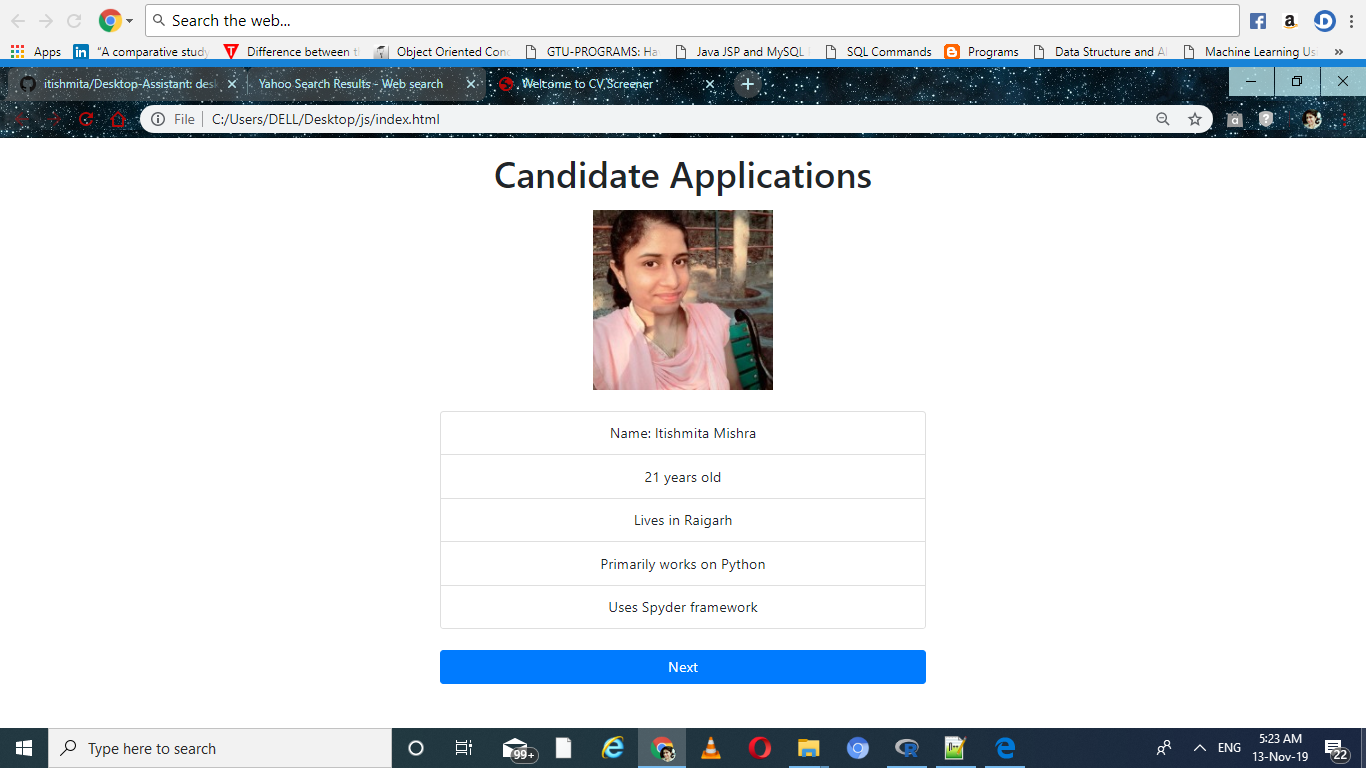 Search the web...
Apps "A comparative study Difference between t Object Oriented Con GTU-PROGRAMS: Ha Java JSP and MySQL SQL Commands Programs Data Structure and Al Machine Learning Us »
itishmita/Desktop-Assistant: des Yahoo Search Results - Web search Welcome to CV Screener
File C:/Users/DELL/Desktop/js/index.html
Candidate Applications
Name: Itishmita Mishra
21 years old
Lives in Raigarh
Primarily works on Python
Uses Spyder framework
Next
Type here to search 99+ ENG 5:23 AM
13-Nov-19 22